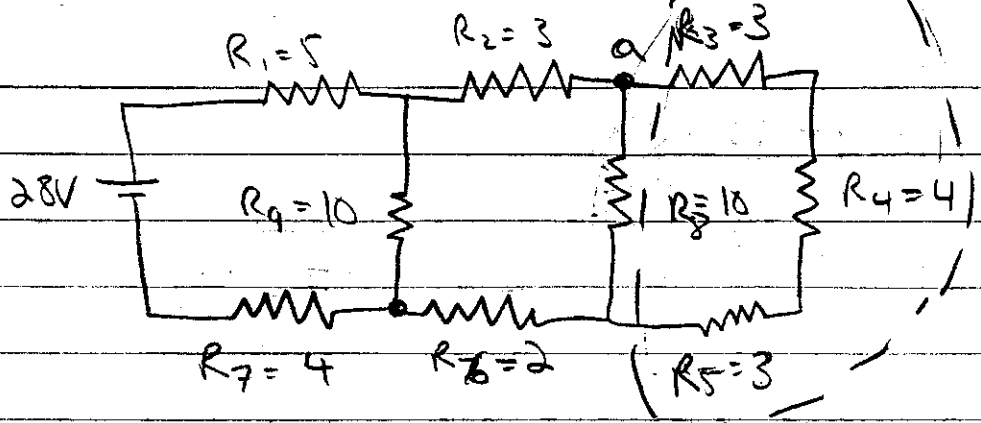 R₁=5
R₂=3
a
R₃=3
28V
R₉=10
R₈=10
R₄=4
R₇=4
R₆=2
R₅=3